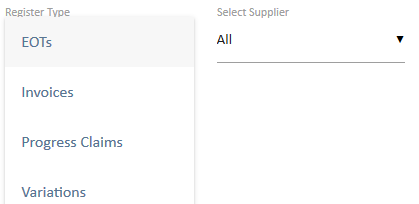 Register Type
Select Supplier
EOTs
All
Invoices
Progress Claims
Variations